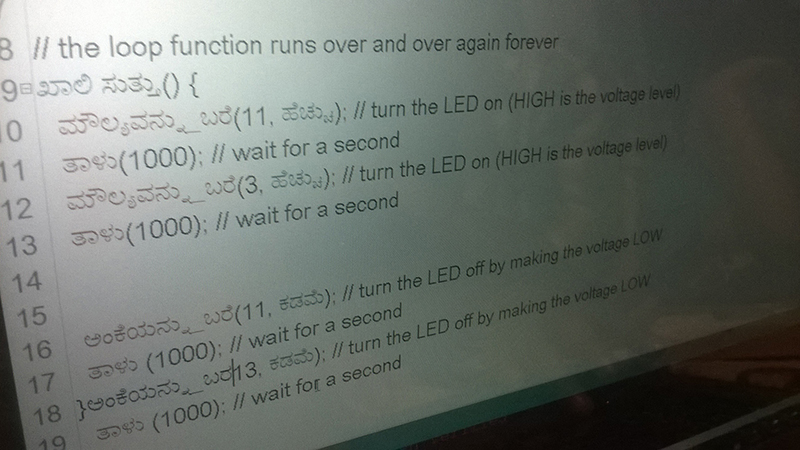 8 // the loop function runs over and over again forever
9 ಖಾಲಿ ಸುತ್ತು() {
10 ಮೌಲ್ಯವನ್ನು_ಬರೆ(11, ಹೆಚ್ಚು); // turn the LED on (HIGH is the voltage level)
11 ತಾಳು(1000); // wait for a second
12 ಮೌಲ್ಯವನ್ನು_ಬರೆ(3, ಹೆಚ್ಚು); // turn the LED on (HIGH is the voltage level)
13 ತಾಳು(1000); // wait for a second
14
15
16 ಅಂಕೆಯನ್ನು_ಬರೆ(11, ಕಡಮೆ); // turn the LED off by making the voltage LOW
17 ತಾಳು (1000); // wait for a second
18 }ಅಂಕೆಯನ್ನು_ಬರೆ13, ಕಡಮೆ); // turn the LED off by making the voltage LOW
19 ತಾಳು (1000); // wait for a second